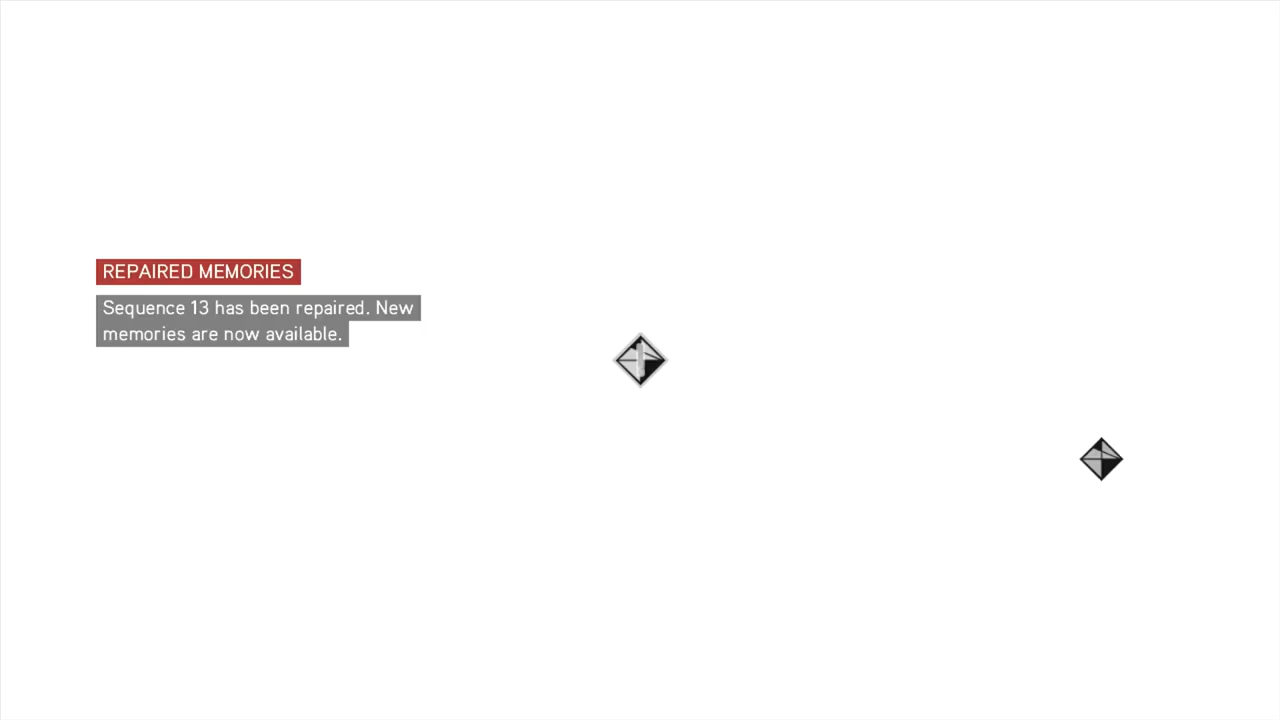 REPAIRED MEMORIES
Sequence 13 has been repaired. New
memories are now available.